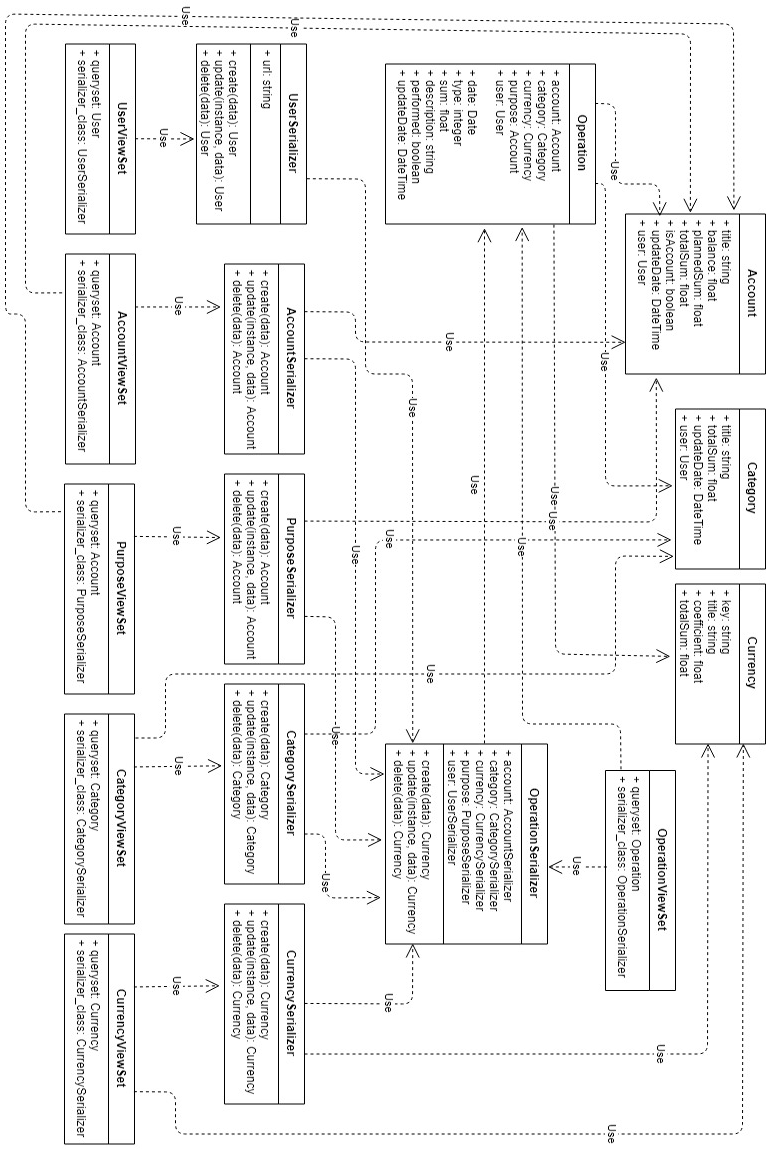 Account
+ title: string
+ balance: float
+ plannedSum: float
+ totalSum: float
+ isAccount: boolean
+ updateDate: DateTime
+ user: User
Category
+ title: string
+ totalSum: float
+ updateDate: DateTime
+ user: User
Currency
+ key: string
+ title: string
+ coefficient: float
+ totalSum: float
Use
Use
Use
Use
OperationViewSet
+ queryset: Operation
+ serializer_class: OperationSerializer
Operation
+ account: Account
+ category: Category
+ currency: Currency
+ purpose: Account
+ user: User
+ date: Date
+ type: integer
+ sum: float
+ description: string
+ performed: boolean
+ updateDate: DateTime
Use
Use
Use
Use
Use
Use
OperationSerializer
+ account: AccountSerializer
+ category: CategorySerializer
+ currency: CurrencySerializer
+ purpose: PurposeSerializer
+ user: UserSerializer
+ create(data): Currency
+ update(instance, data): Currency
+ delete(data): Currency
Use
Use
Use
Use
Use
Use
Use
UserSerializer
+ url: string
+ create(data): User
+ update(instance, data): User
+ delete(data): User
AccountSerializer
+ create(data): Account
+ update(instance, data): Account
+ delete(data): Account
PurposeSerializer
+ create(data): Account
+ update(instance, data): Account
+ delete(data): Account
CategorySerializer
+ create(data): Category
+ update(instance, data): Category
+ delete(data): Category
CurrencySerializer
+ create(data): Currency
+ update(instance, data): Currency
+ delete(data): Currency
Use
Use
Use
Use
Use
Use
Use
UserViewSet
+ queryset: User
+ serializer_class: UserSerializer
AccountViewSet
+ queryset: Account
+ serializer_class: AccountSerializer
PurposeViewSet
+ queryset: Account
+ serializer_class: PurposeSerializer
CategoryViewSet
+ queryset: Category
+ serializer_class: CategorySerializer
CurrencyViewSet
+ queryset: Currency
+ serializer_class: CurrencySerializer